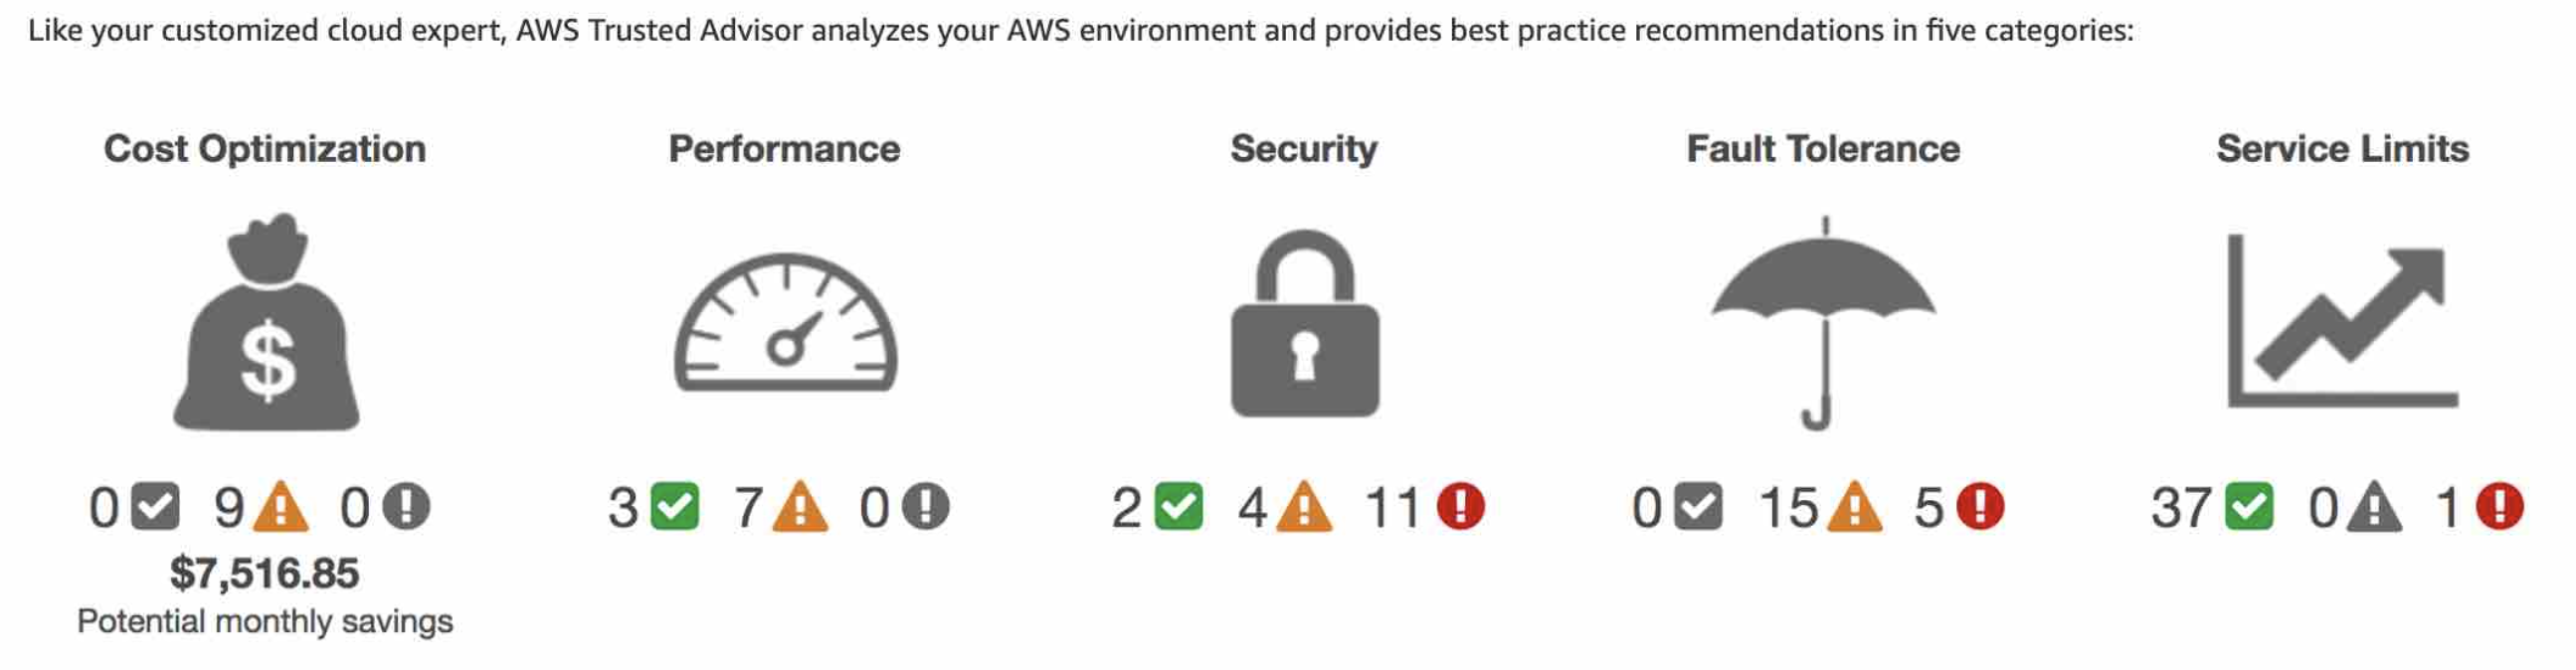 Like your customized cloud expert, AWS Trusted Advisor analyzes your AWS environment and provides best practice recommendations in five categories:
Cost Optimization
Performance
Security
Fault Tolerance
Service Limits
$
0 9 0
3 7 0
2 4 11
0 15 5
37 0 1
$7,516.85
Potential monthly savings